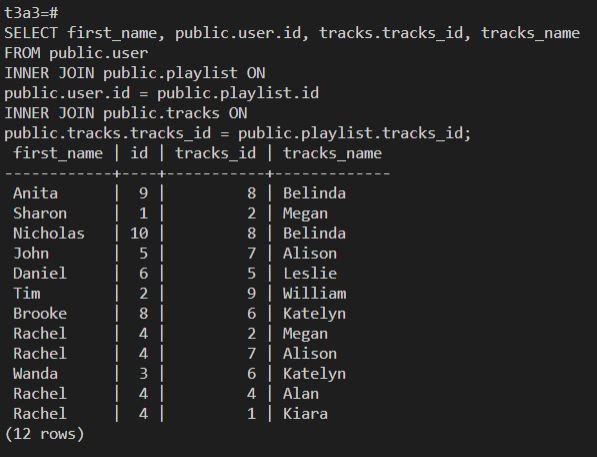 t3a3=#
SELECT first_name, public.user.id, tracks.tracks_id, tracks_name
FROM public.user
INNER JOIN public.playlist ON
public.user.id = public.playlist.id
INNER JOIN public.tracks ON
public.tracks.tracks_id = public.playlist.tracks_id;
 first_name | id | tracks_id | tracks_name
------------+----+-----------+-------------
 Anita      |  9 |         8 | Belinda
 Sharon     |  1 |         2 | Megan
 Nicholas   | 10 |         8 | Belinda
 John       |  5 |         7 | Alison
 Daniel     |  6 |         5 | Leslie
 Tim        |  2 |         9 | William
 Brooke     |  8 |         6 | Katelyn
 Rachel     |  4 |         2 | Megan
 Rachel     |  4 |         7 | Alison
 Wanda      |  3 |         6 | Katelyn
 Rachel     |  4 |         4 | Alan
 Rachel     |  4 |         1 | Kiara
(12 rows)